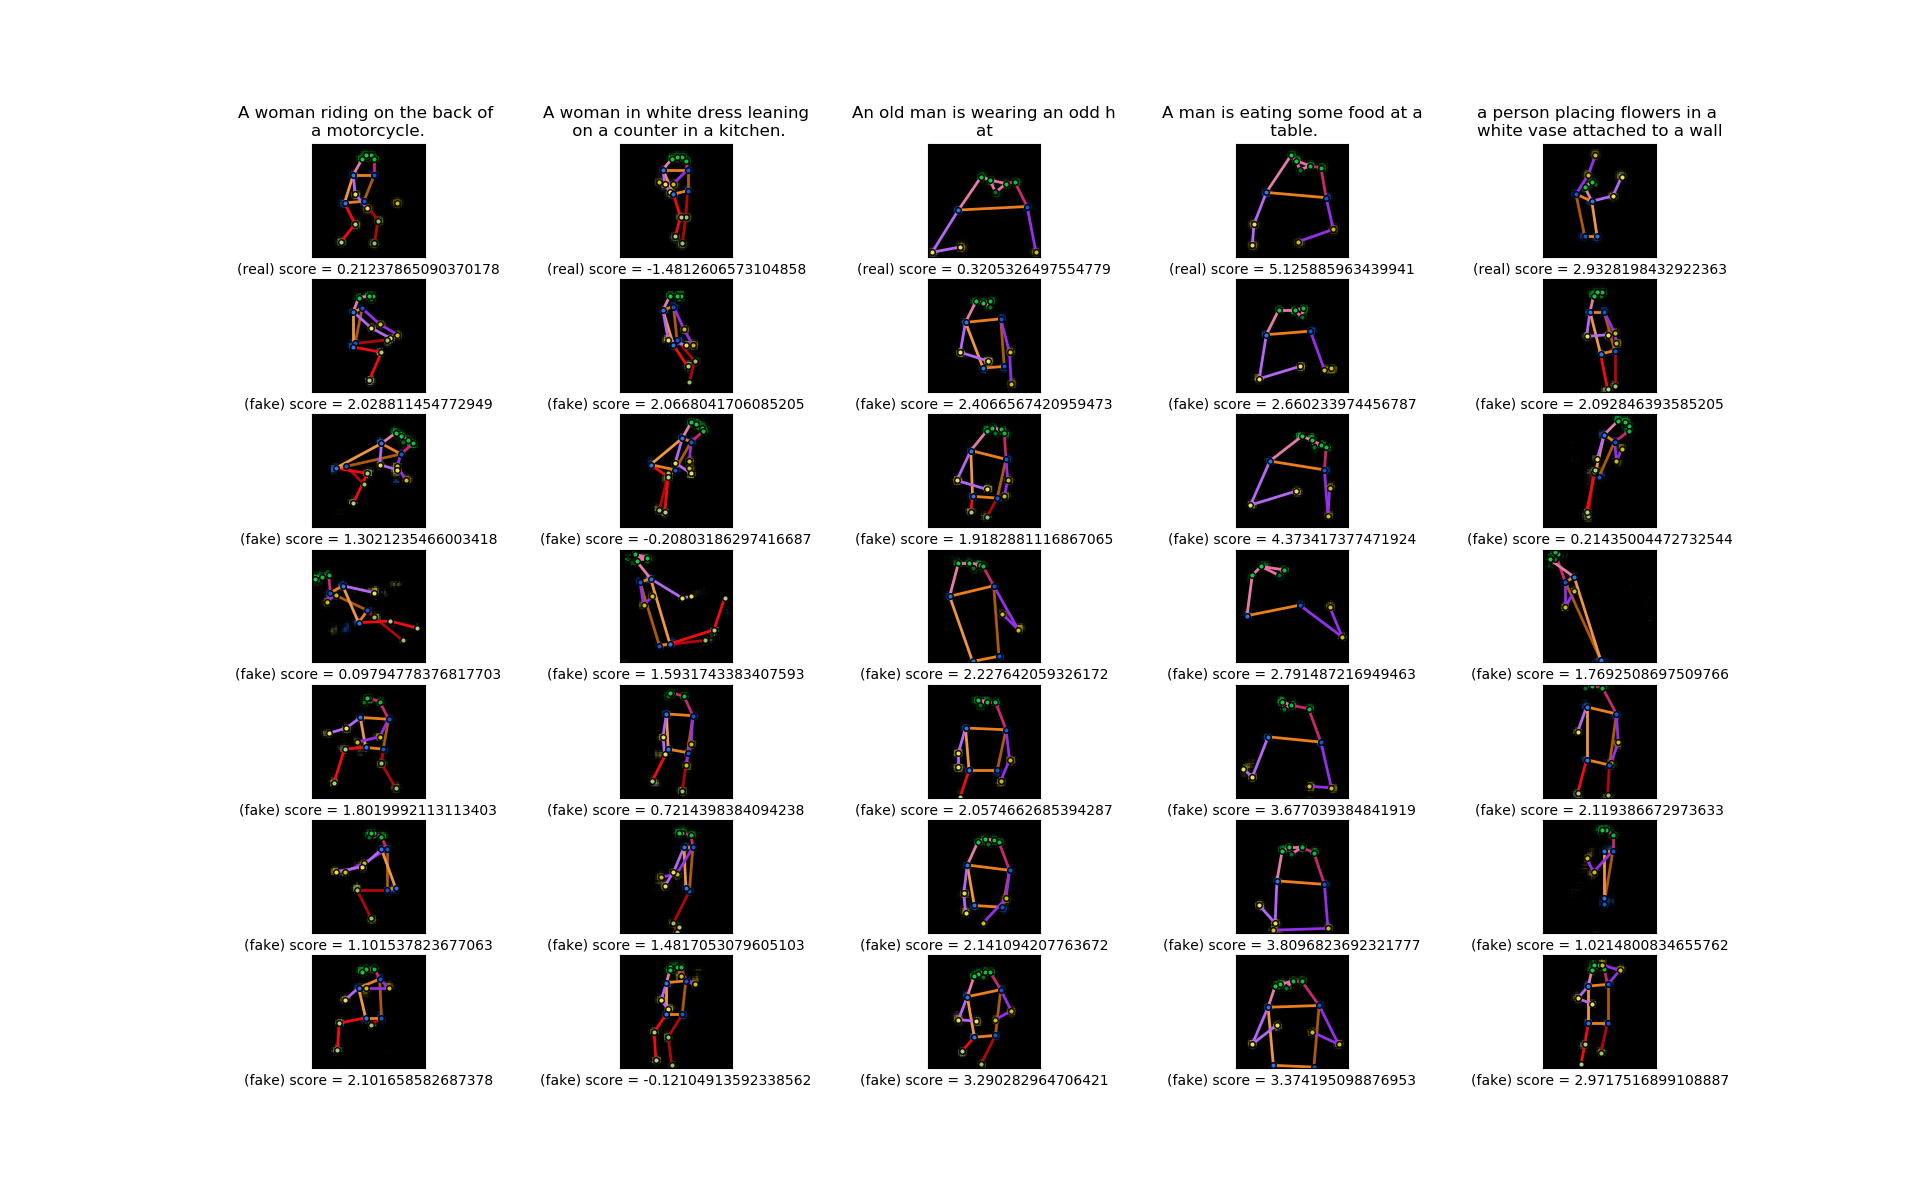 A woman riding on the back of
a motorcycle.
A woman in white dress leaning
on a counter in a kitchen.
An old man is wearing an odd h
at
A man is eating some food at a
table.
a person placing flowers in a
white vase attached to a wall
(real) score = 0.21237865090370178
(real) score = -1.4812606573104858
(real) score = 0.3205326497554779
(real) score = 5.125885963439941
(real) score = 2.9328198432922363
(fake) score = 2.028811454772949
(fake) score = 2.0668041706085205
(fake) score = 2.4066567420959473
(fake) score = 2.660233974456787
(fake) score = 2.092846393585205
(fake) score = 1.3021235466003418
(fake) score = -0.20803186297416687
(fake) score = 1.9182881116867065
(fake) score = 4.373417377471924
(fake) score = 0.21435004472732544
(fake) score = 0.09794778376817703
(fake) score = 1.5931743383407593
(fake) score = 2.227642059326172
(fake) score = 2.791487216949463
(fake) score = 1.7692508697509766
(fake) score = 1.8019992113113403
(fake) score = 0.7214398384094238
(fake) score = 2.0574662685394287
(fake) score = 3.677039384841919
(fake) score = 2.119386672973633
(fake) score = 1.101537823677063
(fake) score = 1.4817053079605103
(fake) score = 2.141094207763672
(fake) score = 3.8096823692321777
(fake) score = 1.0214800834655762
(fake) score = 2.101658582687378
(fake) score = -0.12104913592338562
(fake) score = 3.290282964706421
(fake) score = 3.374195098876953
(fake) score = 2.9717516899108887